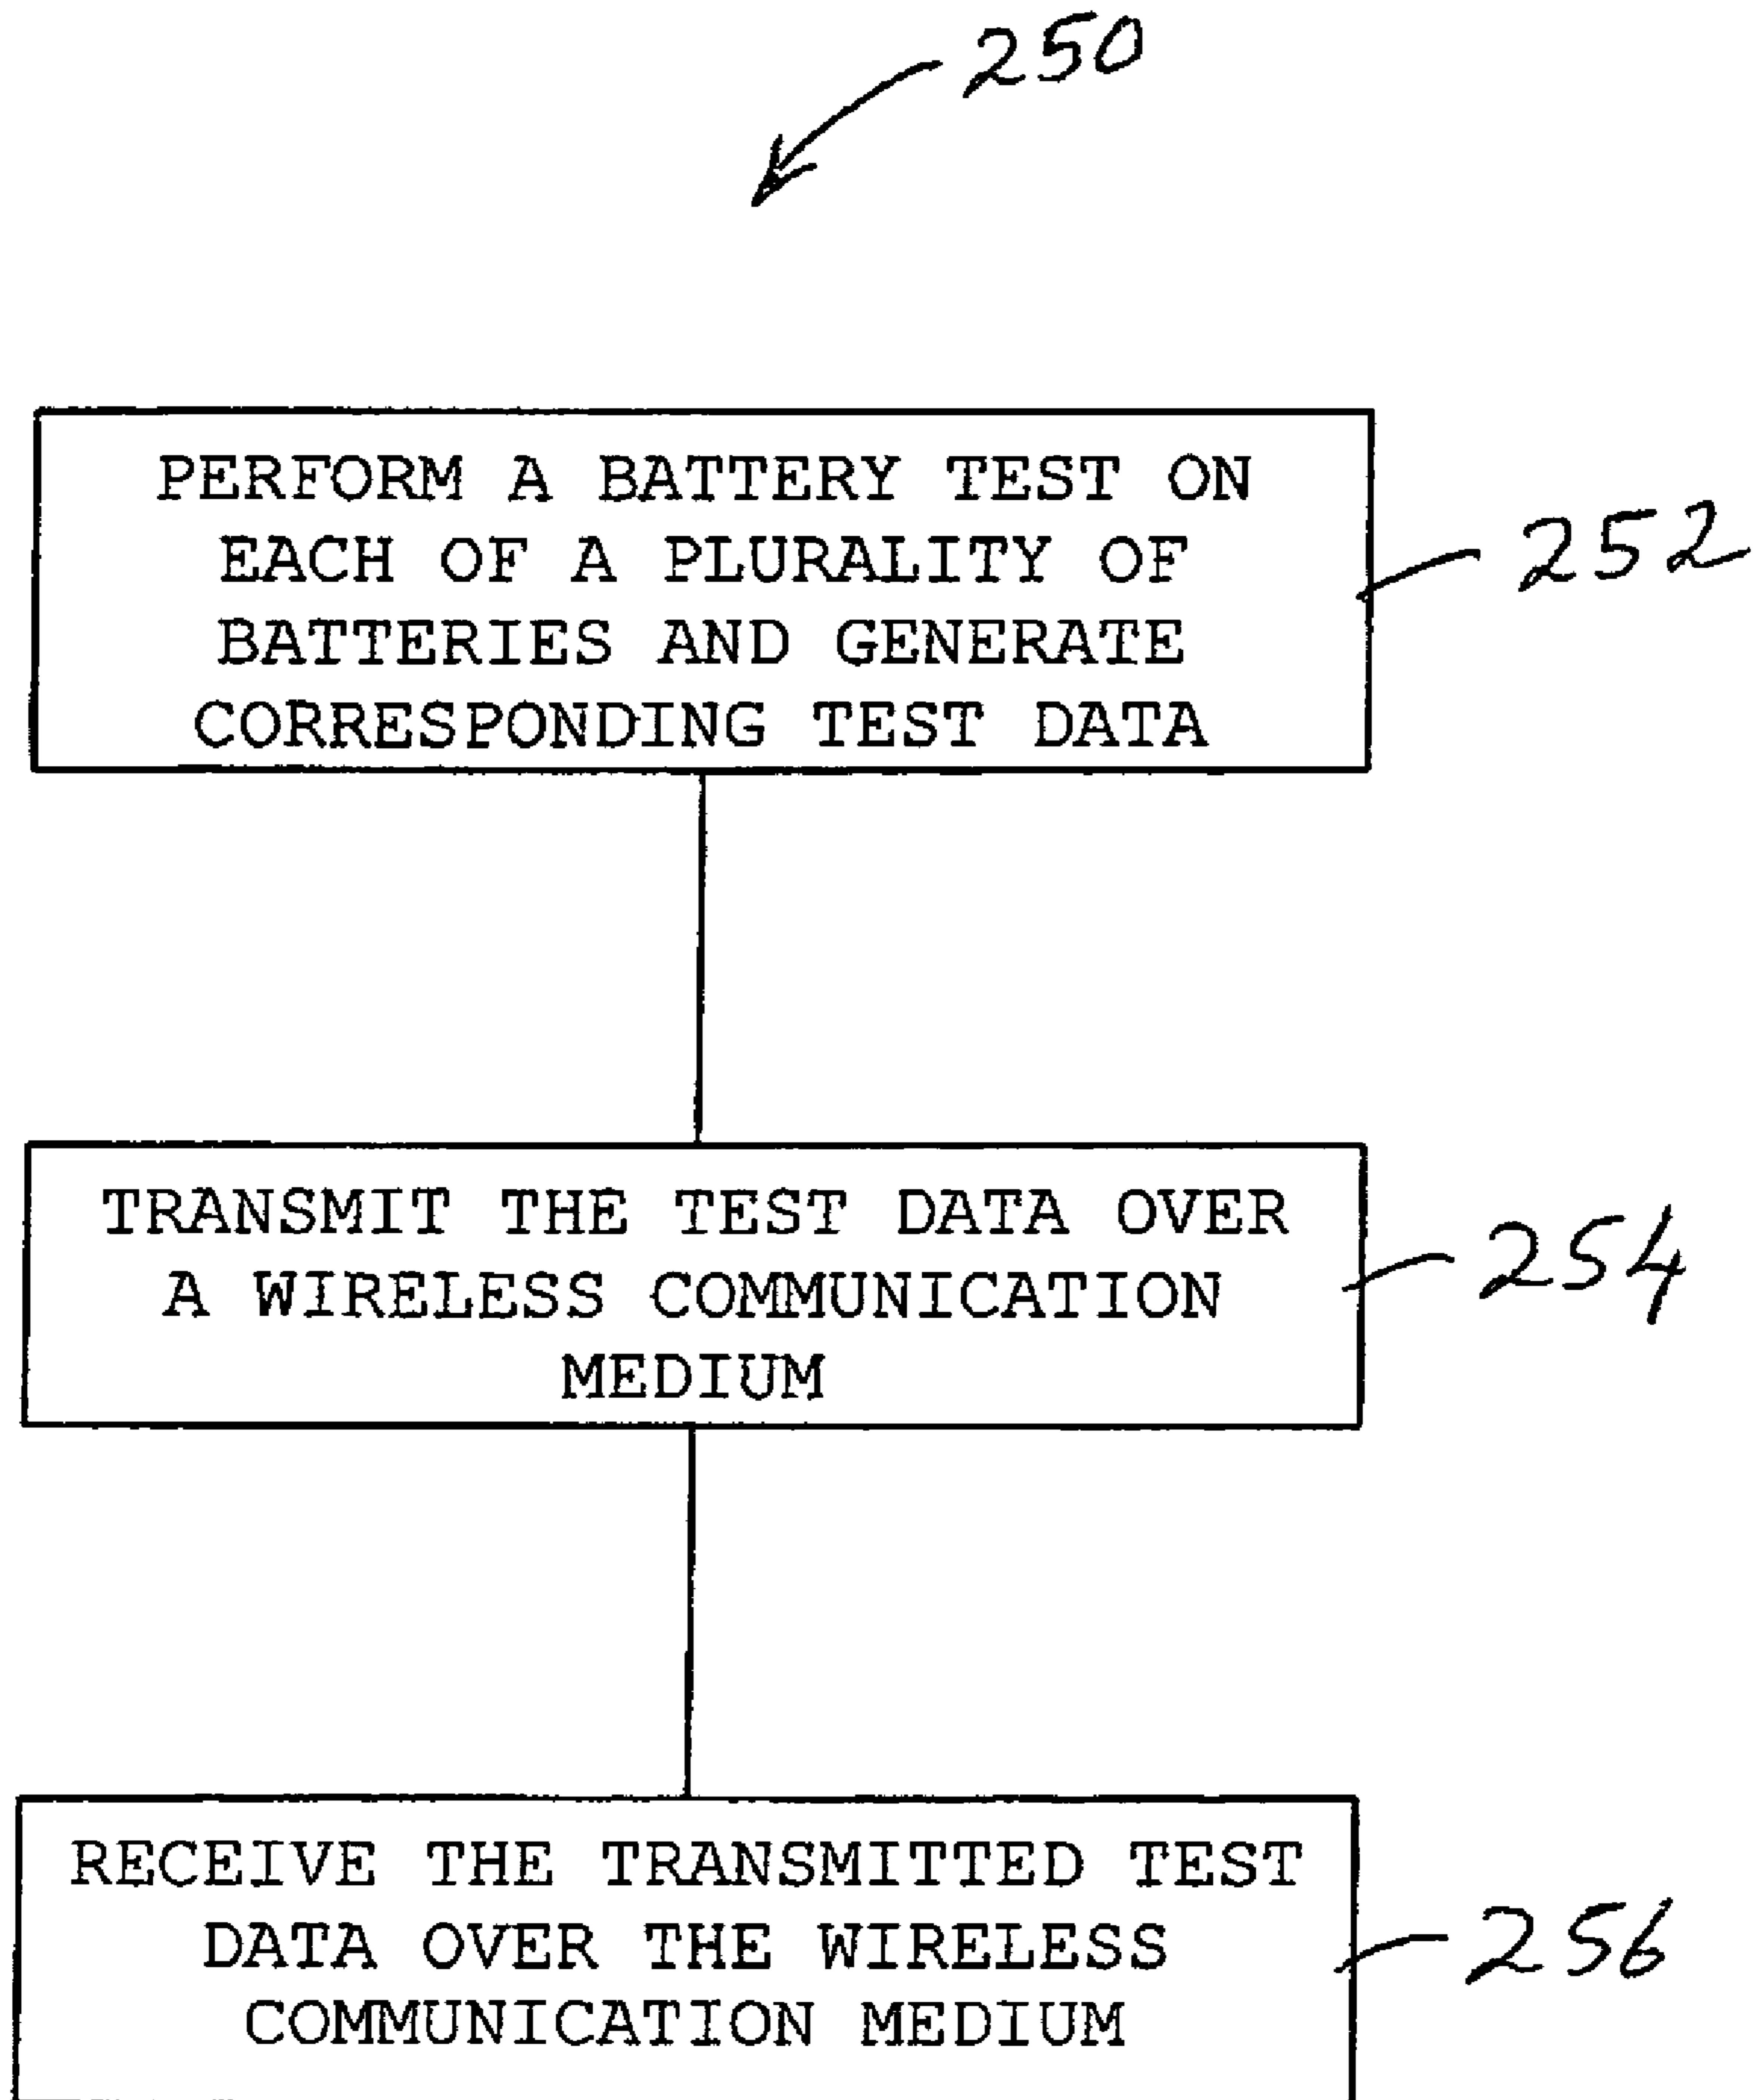 250
PERFORM A BATTERY TEST ON
EACH OF A PLURALITY OF
BATTERIES AND GENERATE
CORRESPONDING TEST DATA
252
TRANSMIT THE TEST DATA OVER
A WIRELESS COMMUNICATION
MEDIUM
254
RECEIVE THE TRANSMITTED TEST
DATA OVER THE WIRELESS
COMMUNICATION MEDIUM
256